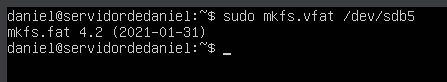 daniel@servidordedaniel:~$ sudo mkfs.vfat /dev/sdb5
mkfs.fat 4.2 (2021-01-31)
daniel@servidordedaniel:~$ _